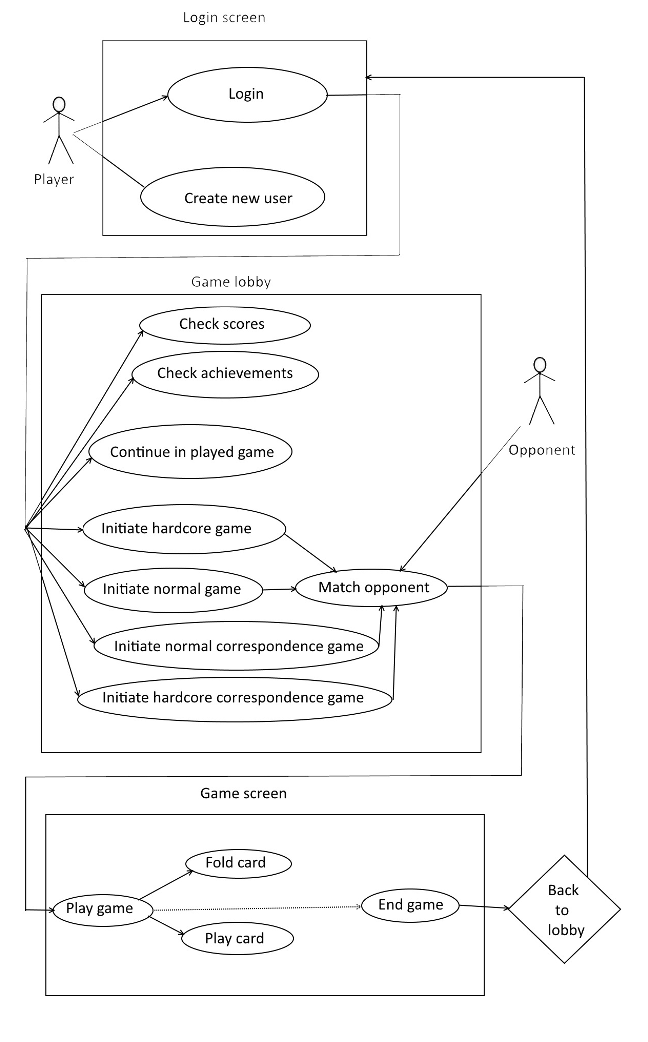 Login screen
Login
Player
Create new user
Game lobby
Check scores
Check achievements
Opponent
Continue in played game
Initiate hardcore game
Initiate normal game
Match opponent
Initiate normal correspondence game
Initiate hardcore correspondence game
Game screen
Fold card
Play game
End game
Play card
Back
to
lobby